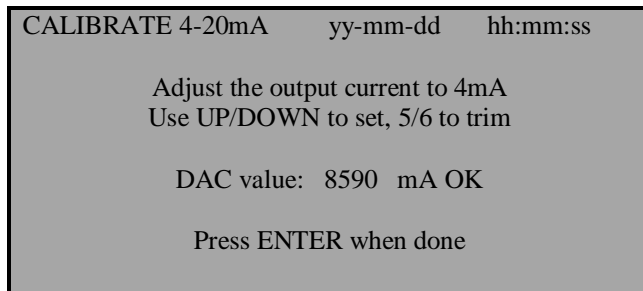 CALIBRATE 4-20mA yy-mm-dd hh:mm:ss
Adjust the output current to 4mA
Use UP/DOWN to set, 5/6 to trim
DAC value: 8590 mA OK
Press ENTER when done